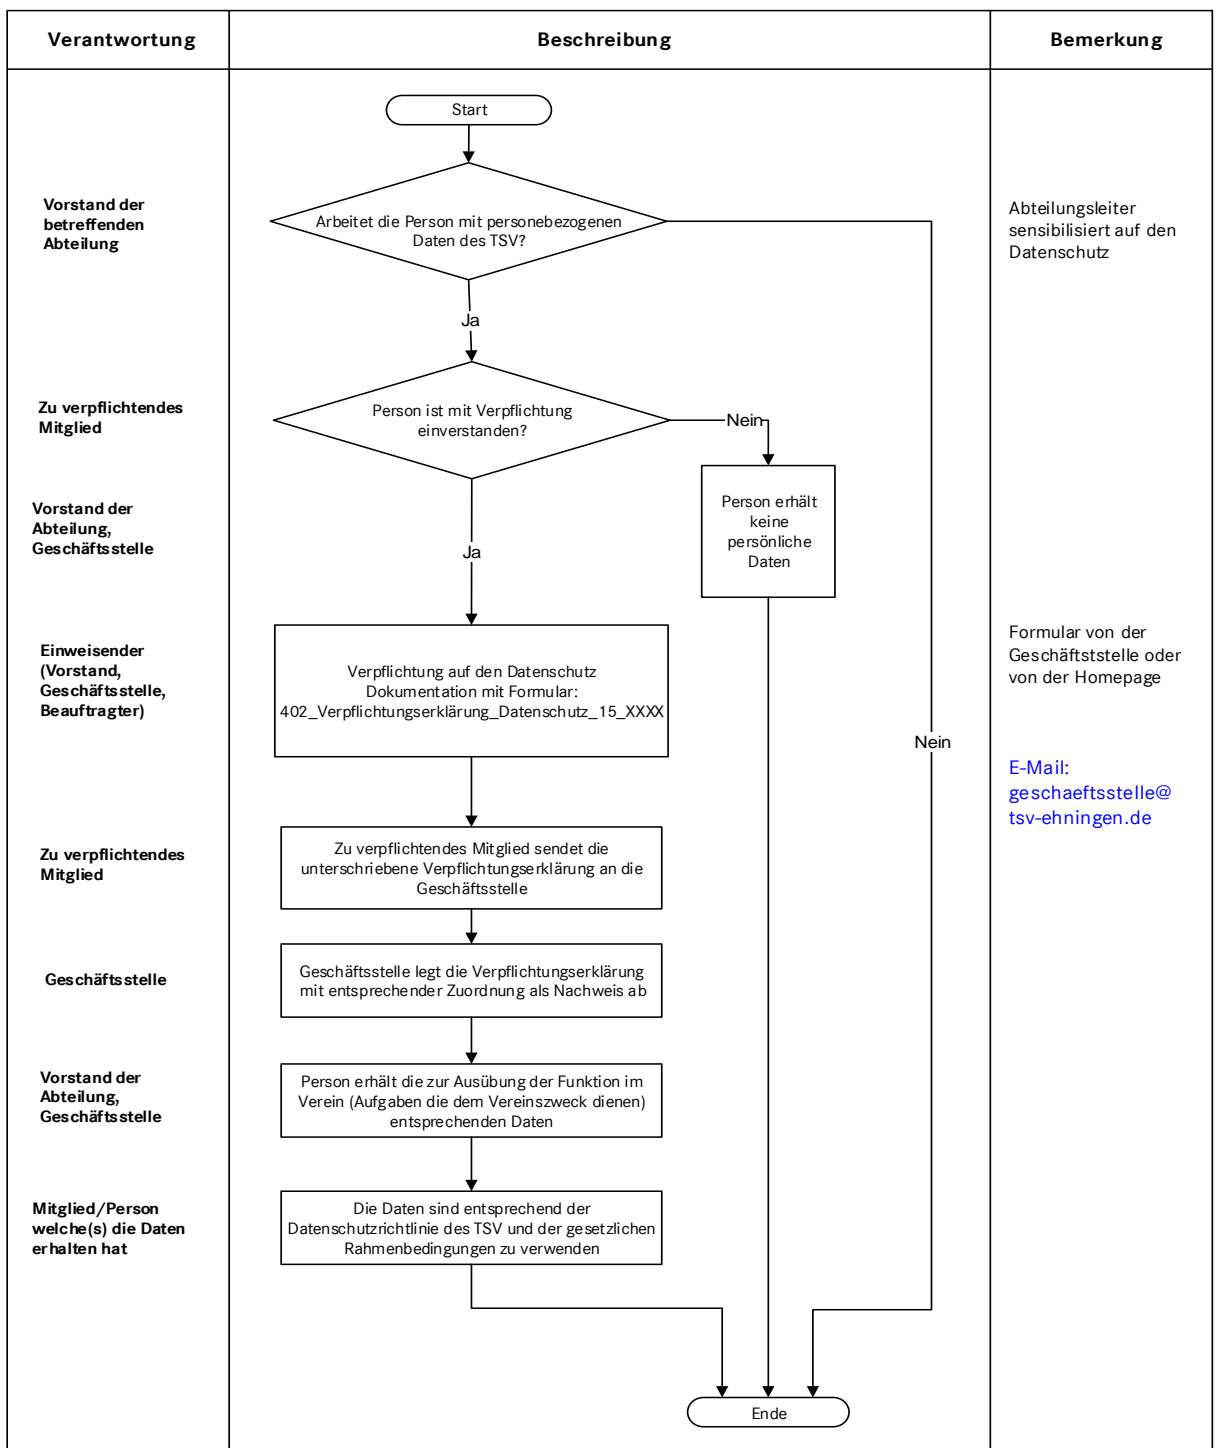 Verantwortung
Beschreibung
Bemerkung
Start
Vorstand der
betreffenden
Abteilung
Arbeitet die Person mit personebezogenen
Daten des TSV?
Abteilungsleiter
sensibilisiert auf den
Datenschutz
Ja
Zu verpflichtendes
Mitglied
Person ist mit Verpflichtung
einverstanden?
Nein
Vorstand der
Abteilung,
Geschäftsstelle
Person erhält
keine
persönliche
Daten
Ja
Einweisender
(Vorstand,
Geschäftsstelle,
Beauftragter)
Verpflichtung auf den Datenschutz
Dokumentation mit Formular:
402_Verpflichtungserklärung_Datenschutz_15_XXXX
Formular von der
Geschäftststelle oder
von der Homepage
Nein
E-Mail:
geschaeftsstelle@
tsv-ehningen.de
Zu verpflichtendes
Mitglied
Zu verpflichtendes Mitglied sendet die
unterschriebene Verpflichtungserklärung an die
Geschäftsstelle
Geschäftsstelle
Geschäftsstelle legt die Verpflichtungserklärung
mit entsprechender Zuordnung als Nachweis ab
Vorstand der
Abteilung,
Geschäftsstelle
Person erhält die zur Ausübung der Funktion im
Verein (Aufgaben die dem Vereinszweck dienen)
entsprechenden Daten
Mitglied/Person
welche(s) die Daten
erhalten hat
Die Daten sind entsprechend der
Datenschutzrichtlinie des TSV und der gesetzlichen
Rahmenbedingungen zu verwenden
Ende